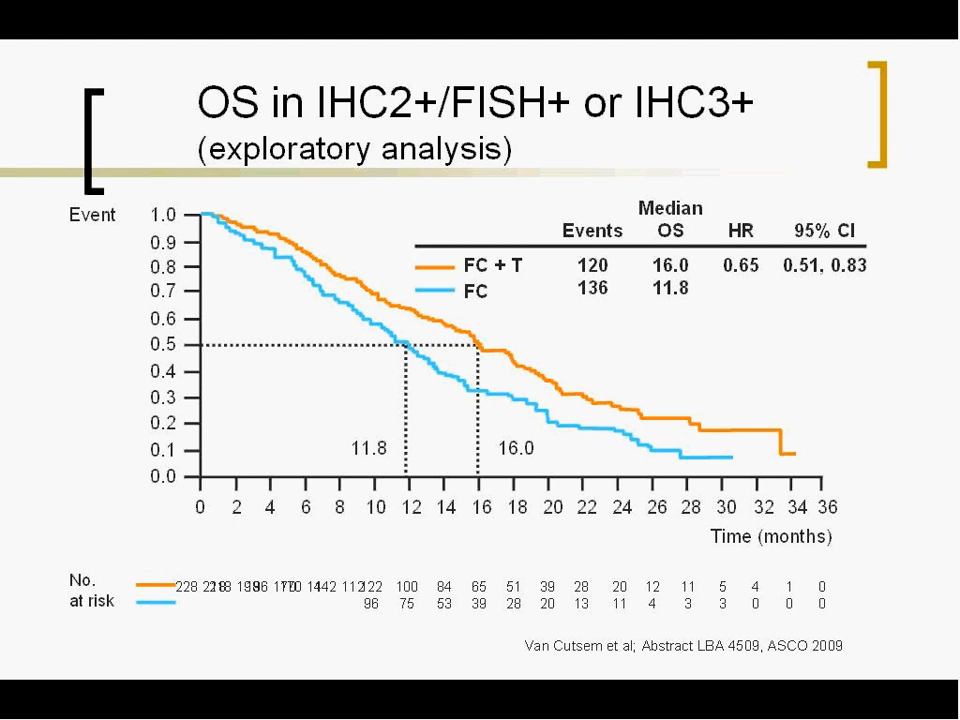 OS in IHC2+/FISH+ or IHC3+
(exploratory analysis)
Event
Median
Events OS HR 95% CI
FC + T 120 16.0 0.65 0.51, 0.83
FC 136 11.8
1.0
0.9
0.8
0.7
0.6
0.5
0.4
0.3
0.2
0.1
0.0
11.8 16.0
0 2 4 6 8 10 12 14 16 18 20 22 24 26 28 30 32 34 36
Time (months)
No.
at risk
228 218 170 142 112 122 100 84 65 51 39 28 20 12 11 5 4 1 0
96 75 53 39 28 20 13 11 4 3 3 0 0 0
Van Cutsem et al; Abstract LBA 4509, ASCO 2009